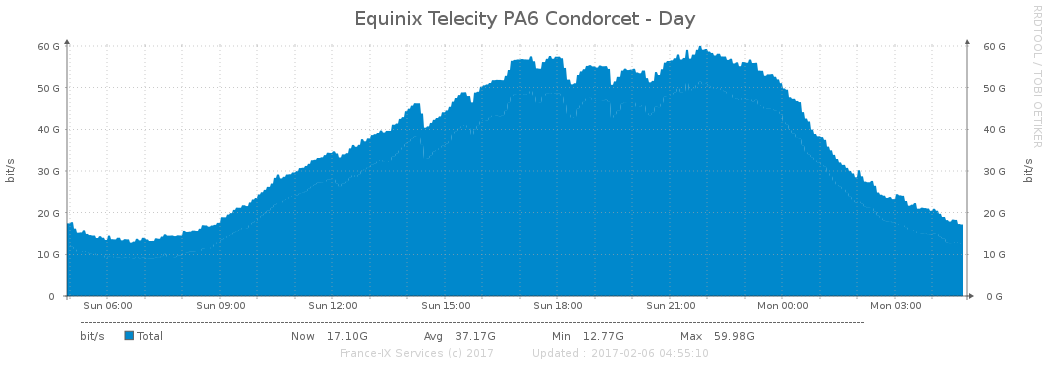 Equinix Telecity PA6 Condorcet - Day
RRDTOOL / TOBI OETIKER
bit/s
60 G
50 G
40 G
30 G
20 G
10 G
0
60 G
50 G
40 G
30 G
20 G
10 G
0 G
bit/s
Sun 06:00 Sun 09:00 Sun 12:00 Sun 15:00 Sun 18:00 Sun 21:00 Mon 00:00 Mon 03:00
bit/s Total Now 17.10G Avg 37.17G Min 12.77G Max 59.98G
France-IX Services (c) 2017 Updated : 2017-02-06 04:55:10